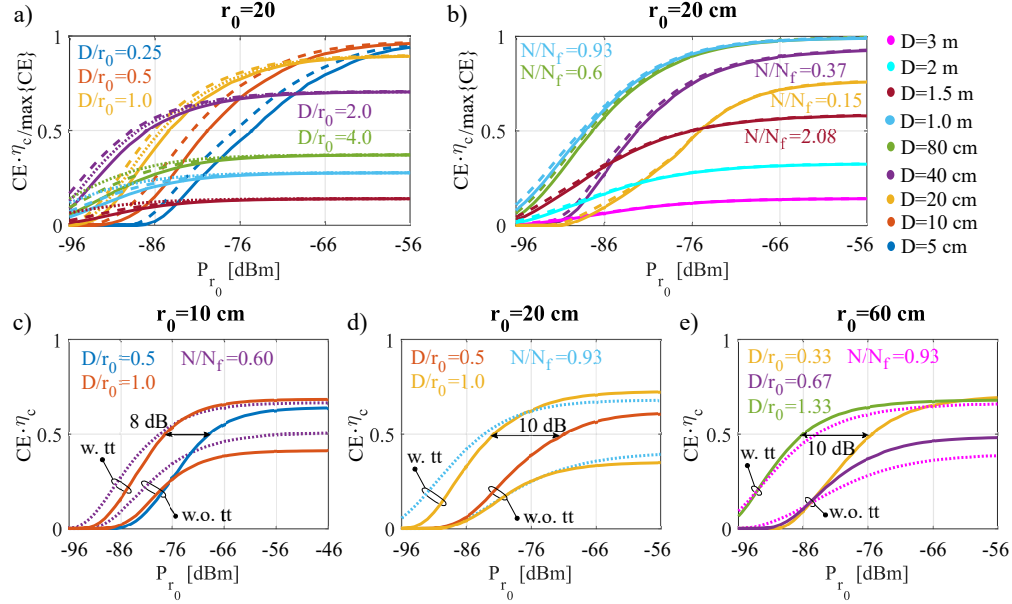 a)
r0=20
CE·ηc/max{CE}
D/r0=0.25
D/r0=0.5
D/r0=1.0
D/r0=2.0
D/r0=4.0
1
0.5
0
-96 -86 -76 -66 -56
Pr0 [dBm]
b)
r0=20 cm
CE·ηc/max{CE}
N/Nf=0.93
N/Nf=0.6
N/Nf=0.37
N/Nf=0.15
N/Nf=2.08
1
0.5
0
-96 -86 -76 -66 -56
Pr0 [dBm]
D=3 m
D=2 m
D=1.5 m
D=1.0 m
D=80 cm
D=40 cm
D=20 cm
D=10 cm
D=5 cm
c)
r0=10 cm
CE·ηc
D/r0=0.5 N/Nf=0.60
D/r0=1.0
8 dB
w. tt
w.o. tt
1
0.5
0
-96 -86 -76 -66 -56 -46
Pr0 [dBm]
d)
r0=20 cm
CE·ηc
D/r0=0.5 N/Nf=0.93
D/r0=1.0
10 dB
w. tt
w.o. tt
1
0.5
0
-96 -86 -76 -66 -56
Pr0 [dBm]
e)
r0=60 cm
CE·ηc
D/r0=0.33 N/Nf=0.93
D/r0=0.67
D/r0=1.33
10 dB
w. tt
w.o. tt
1
0.5
0
-96 -86 -76 -66 -56
Pr0 [dBm]